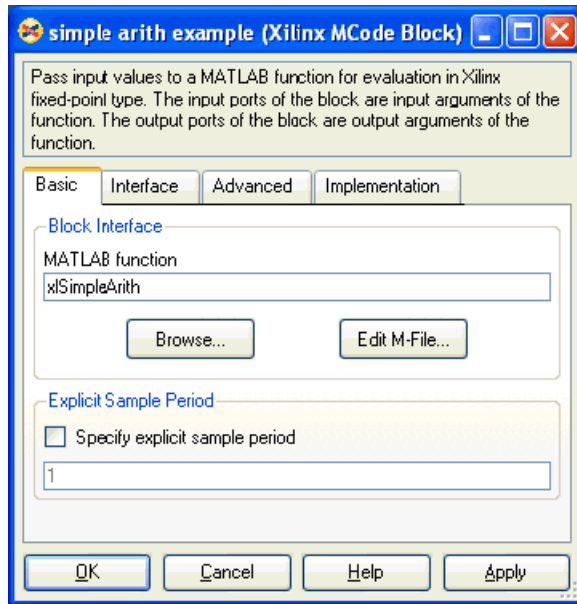 simple arith example (Xilinx MCode Block)
Pass input values to a MATLAB function for evaluation in Xilinx
fixed-point type. The input ports of the block are input arguments of the
function. The output ports of the block are output arguments of the
function.
Basic Interface Advanced Implementation
Block Interface
MATLAB function
xlSimpleArith
Browse... Edit M-File...
Explicit Sample Period
Specify explicit sample period
1
OK Cancel Help Apply